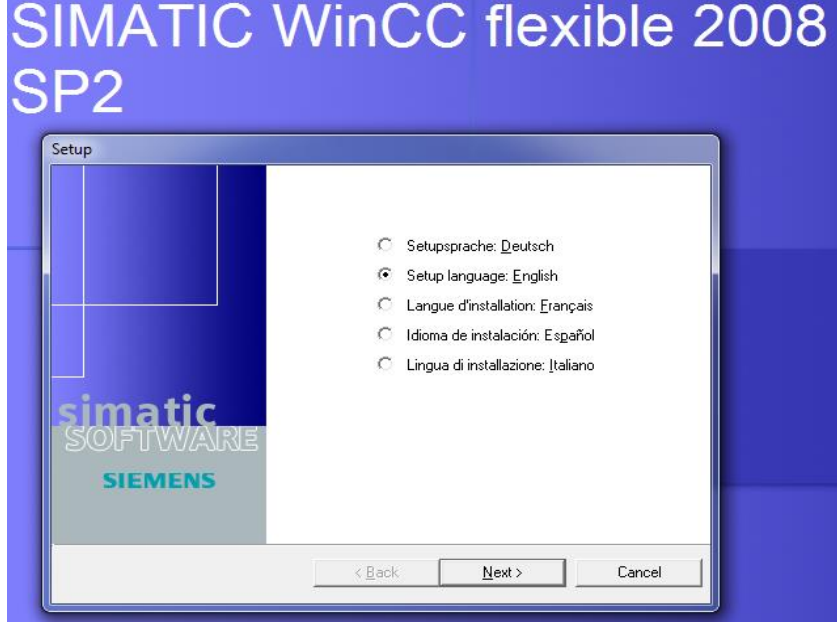 SIMATIC WinCC flexible 2008
SP2
Setup
Setupsprache: Deutsch
Setup language: English
Langue d'installation: Français
Idioma de instalación: Español
Lingua di installazione: Italiano
simatic
SOFTWARE
SIEMENS
< Back
Next >
Cancel